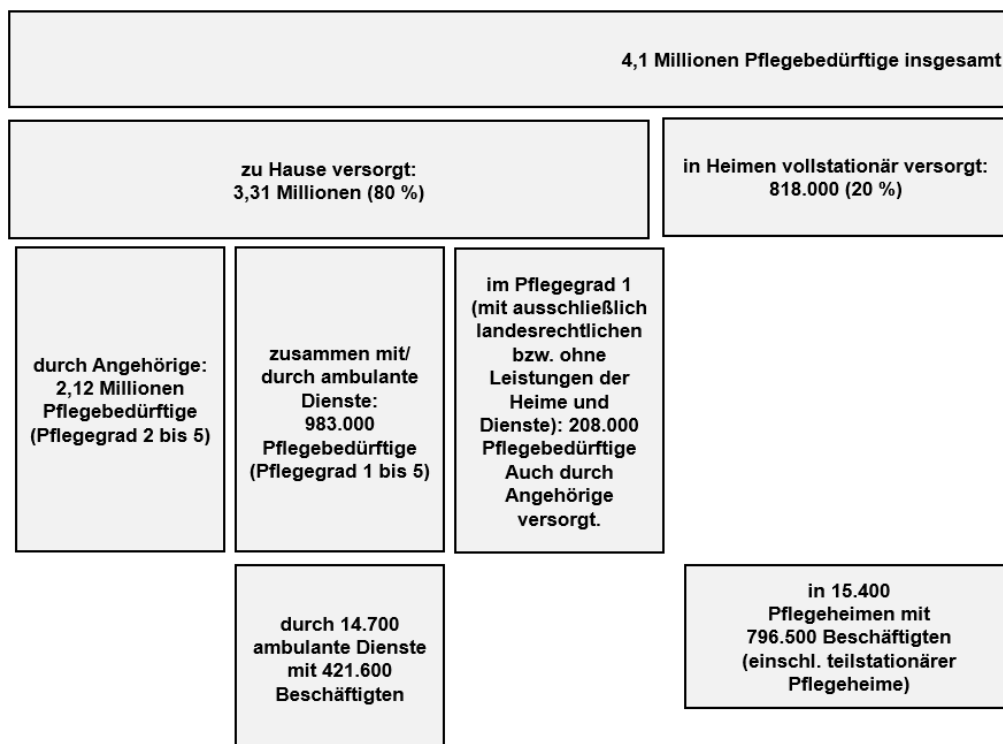 4,1 Millionen Pflegebedürftige insgesamt
zu Hause versorgt:
3,31 Millionen (80 %)
in Heimen vollstationär versorgt:
818.000 (20 %)
durch Angehörige:
2,12 Millionen
Pflegebedürftige
(Pflegegrad 2 bis 5)
zusammen mit/
durch ambulante
Dienste:
983.000
Pflegebedürftige
(Pflegegrad 1 bis 5)
im Pflegegrad 1
(mit ausschließlich
landesrechtlichen
bzw. ohne
Leistungen der
Heime und
Dienste): 208.000
Pflegebedürftige
Auch durch
Angehörige
versorgt.
durch 14.700
ambulante Dienste
mit 421.600
Beschäftigten
in 15.400
Pflegeheimen mit
796.500 Beschäftigten
(einschl. teilstationärer
Pflegeheime)